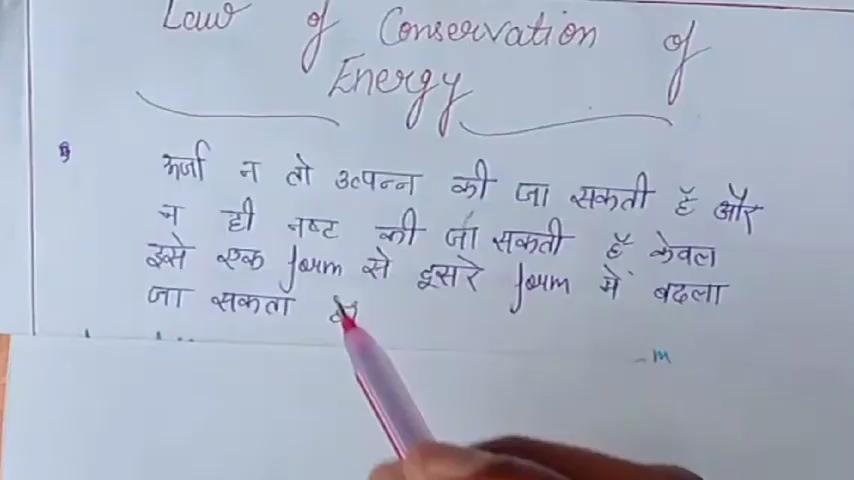 Law of Conservation of
Energy
ऊर्जा न तो उत्पन्न की जा सकती है और
न ही नष्ट की जा सकती है केवल
इसे एक form से दूसरे form में बदला
जा सकता है